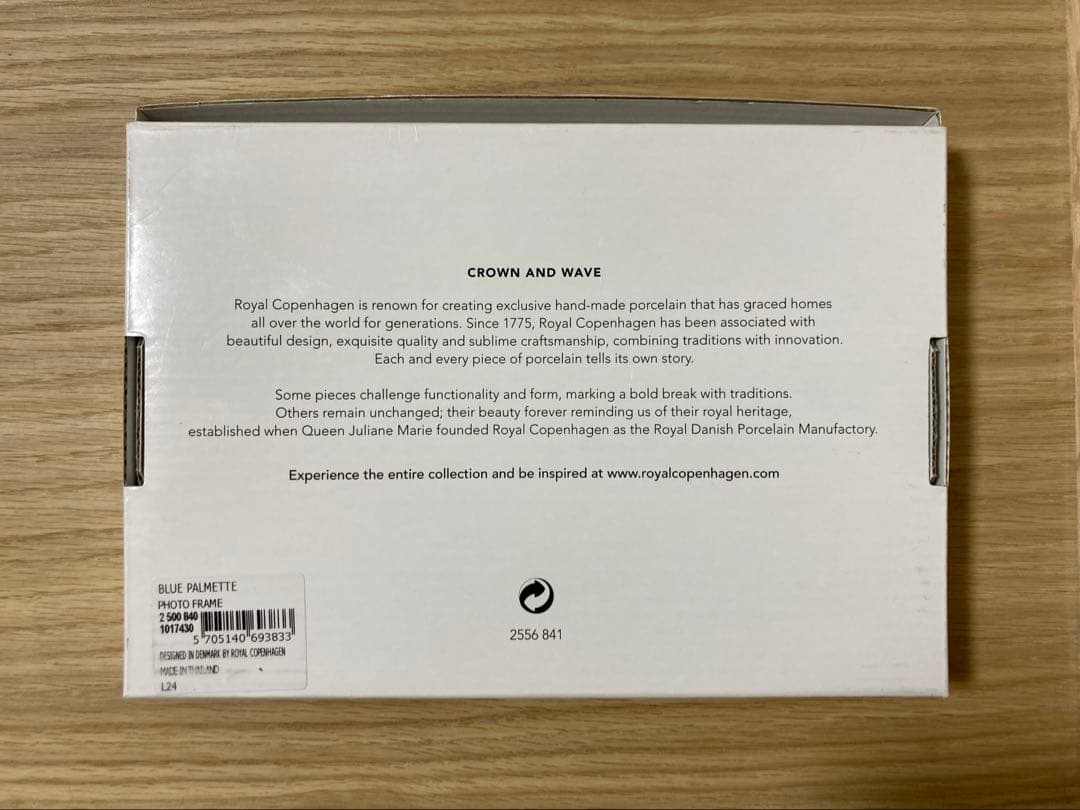 CROWN AND WAVE
Royal Copenhagen is renown for creating exclusive hand-made porcelain that has graced homes
all over the world for generations. Since 1775, Royal Copenhagen has been associated with
beautiful design, exquisite quality and sublime craftsmanship, combining traditions with innovation.
Each and every piece of porcelain tells its own story.
Some pieces challenge functionality and form, marking a bold break with traditions.
Others remain unchanged; their beauty forever reminding us of their royal heritage,
established when Queen Juliane Marie founded Royal Copenhagen as the Royal Danish Porcelain Manufactory.
Experience the entire collection and be inspired at www.royalcopenhagen.com
BLUE PALMETTE
PHOTO FRAME
2 500 840
1017430
5 705140 693833
DESIGNED IN DENMARK BY ROYAL COPENHAGEN
MADE IN THAILAND
L24
2556 841